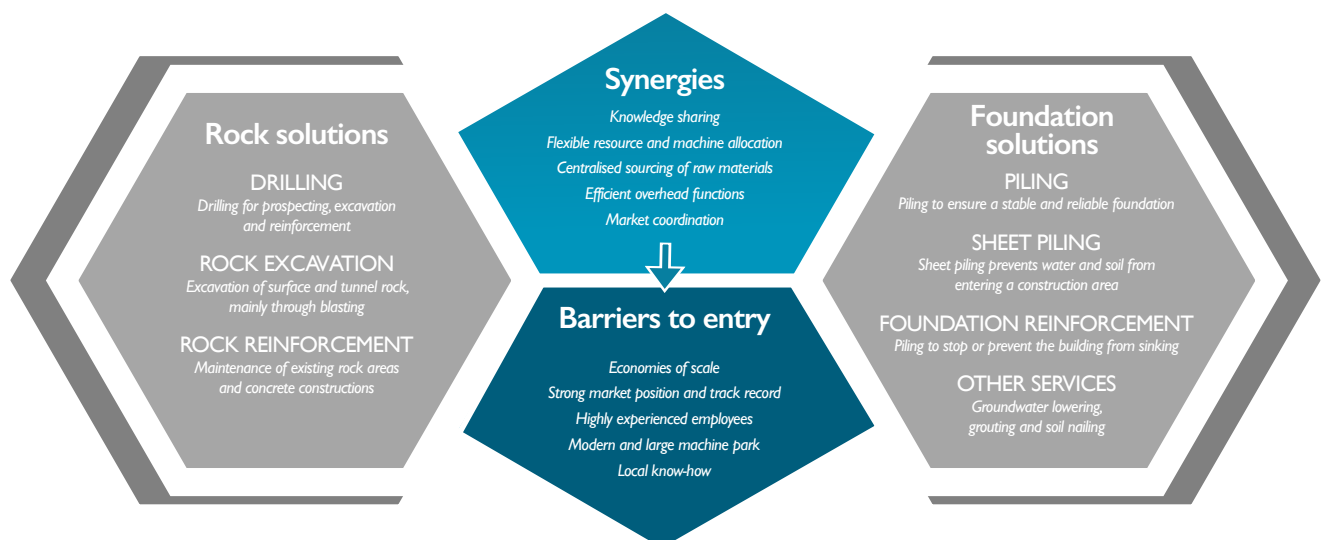 Rock solutions
DRILLING
Drilling for prospecting, excavation
and reinforcement
ROCK EXCAVATION
Excavation of surface and tunnel rock,
mainly through blasting
ROCK REINFORCEMENT
Maintenance of existing rock areas
and concrete constructions
Synergies
Knowledge sharing
Flexible resource and machine allocation
Centralised sourcing of raw materials
Efficient overhead functions
Market coordination
Barriers to entry
Economies of scale
Strong market position and track record
Highly experienced employees
Modern and large machine park
Local know-how
Foundation
solutions
PILING
Piling to ensure a stable and reliable foundation
SHEET PILING
Sheet piling prevents water and soil from
entering a construction area
FOUNDATION REINFORCEMENT
Piling to stop or prevent the building from sinking
OTHER SERVICES
Groundwater lowering,
grouting and soil nailing